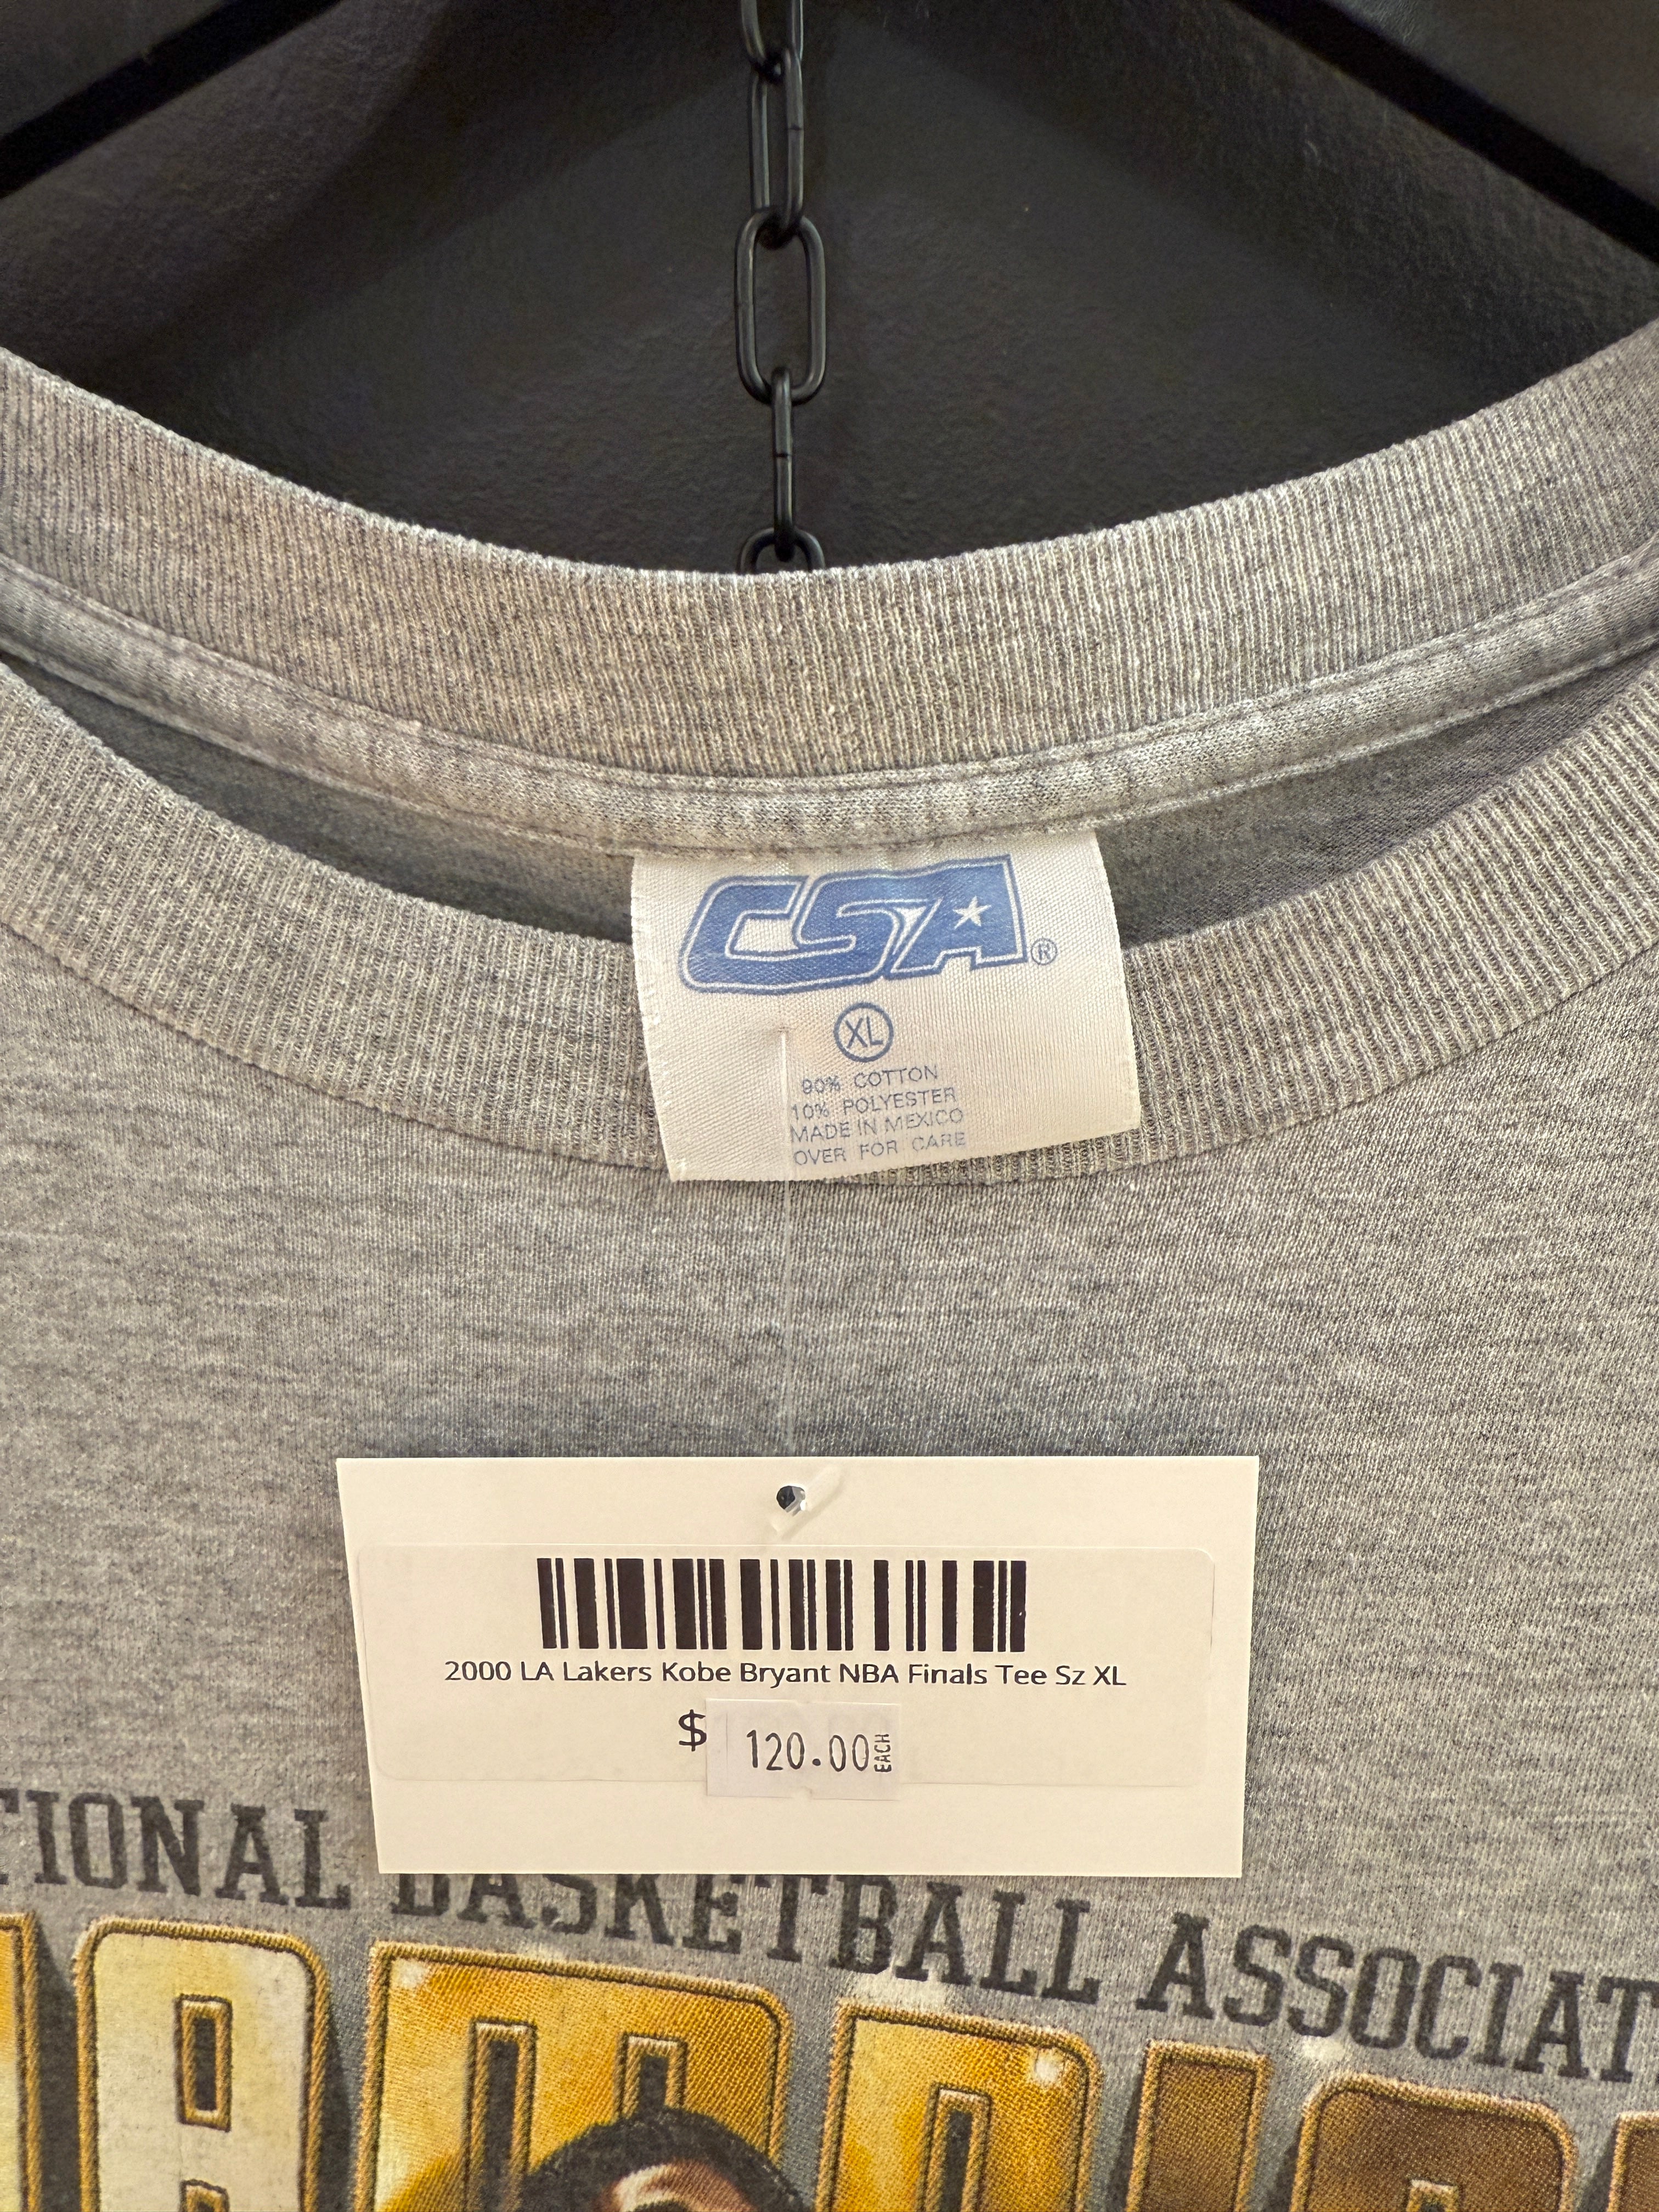 CSA®
XL
90% COTTON
10% POLYESTER
MADE IN MEXICO
OVER FOR CARE
2000 LA Lakers Kobe Bryant NBA Finals Tee Sz XL
$ 120.00 EACH
TIONAL BASKETBALL ASSOCIAT